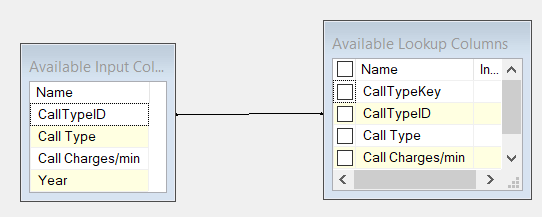 Available Input Col...
Name
CallTypeID
Call Type
Call Charges/min
Year
Available Lookup Columns
Name In...
CallTypeKey
CallTypeID
Call Type
Call Charges/min